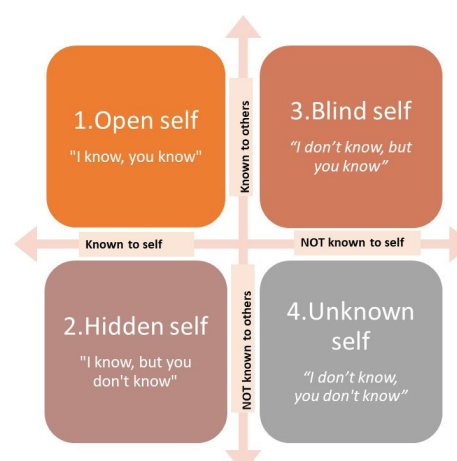 1.Open self
"I know, you know"
3.Blind self
“I don’t know, but
you know”
Known to others
Known to self
NOT known to self
NOT known to others
2.Hidden self
"I know, but you
don't know"
4.Unknown
self
“I don’t know,
you don't know”